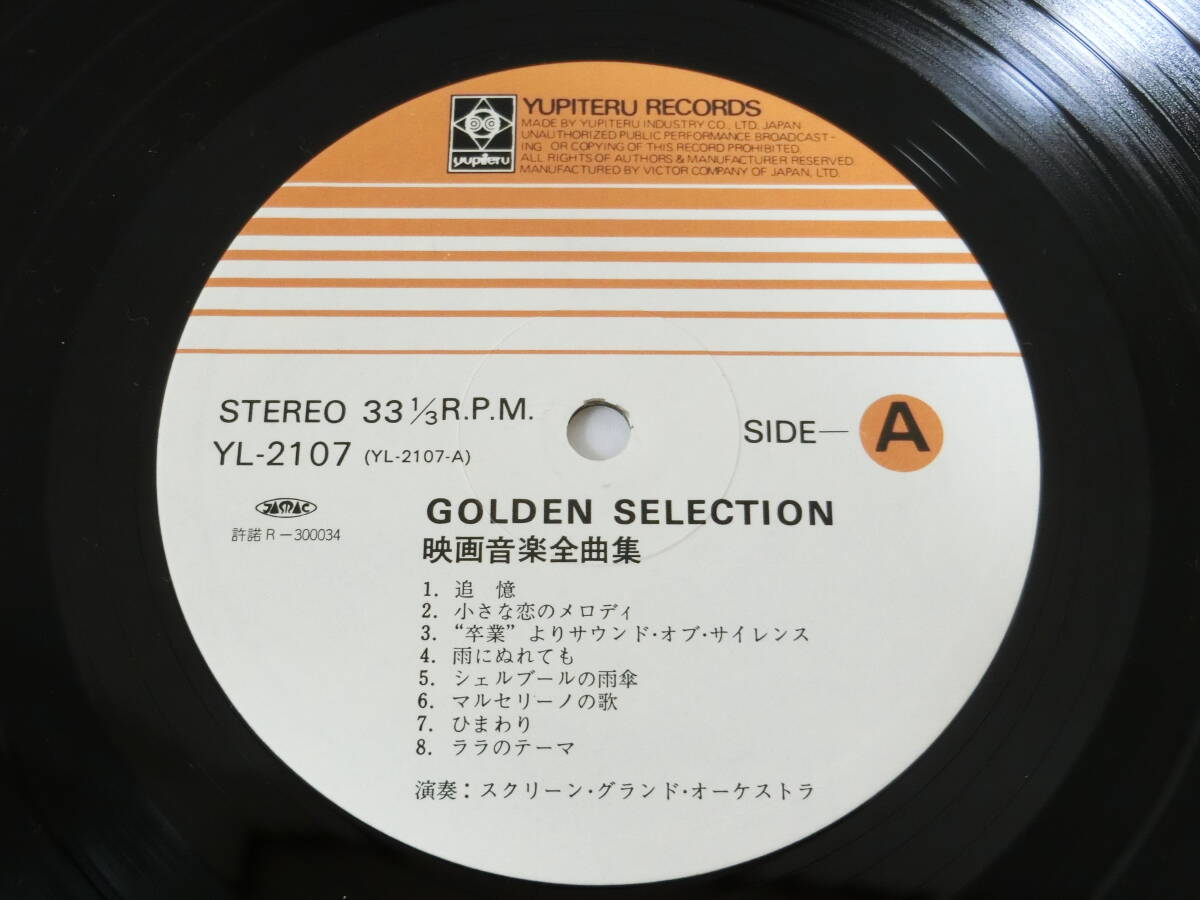 YUPITERU RECORDS
MADE BY YUPITERU INDUSTRY CO., LTD. JAPAN
UNAUTHORIZED PUBLIC PERFORMANCE BROADCAST-
ING OR COPYING OF THIS RECORD PROHIBITED.
ALL RIGHTS OF AUTHORS & MANUFACTURER RESERVED.
MANUFACTURED BY VICTOR COMPANY OF JAPAN, LTD.
yupiteru
STEREO 33 1/3 R.P.M.
YL-2107 (YL-2107-A)
SIDE—A
JASRAC
許諾 R-300034
GOLDEN SELECTION
映画音楽全曲集
1. 追 憶
2. 小さな恋のメロディ
3. “卒業”よりサウンド・オブ・サイレンス
4. 雨にぬれても
5. シェルブールの雨傘
6. マルセリーノの歌
7. ひまわり
8. ララのテーマ
演奏：スクリーン・グランド・オーケストラ